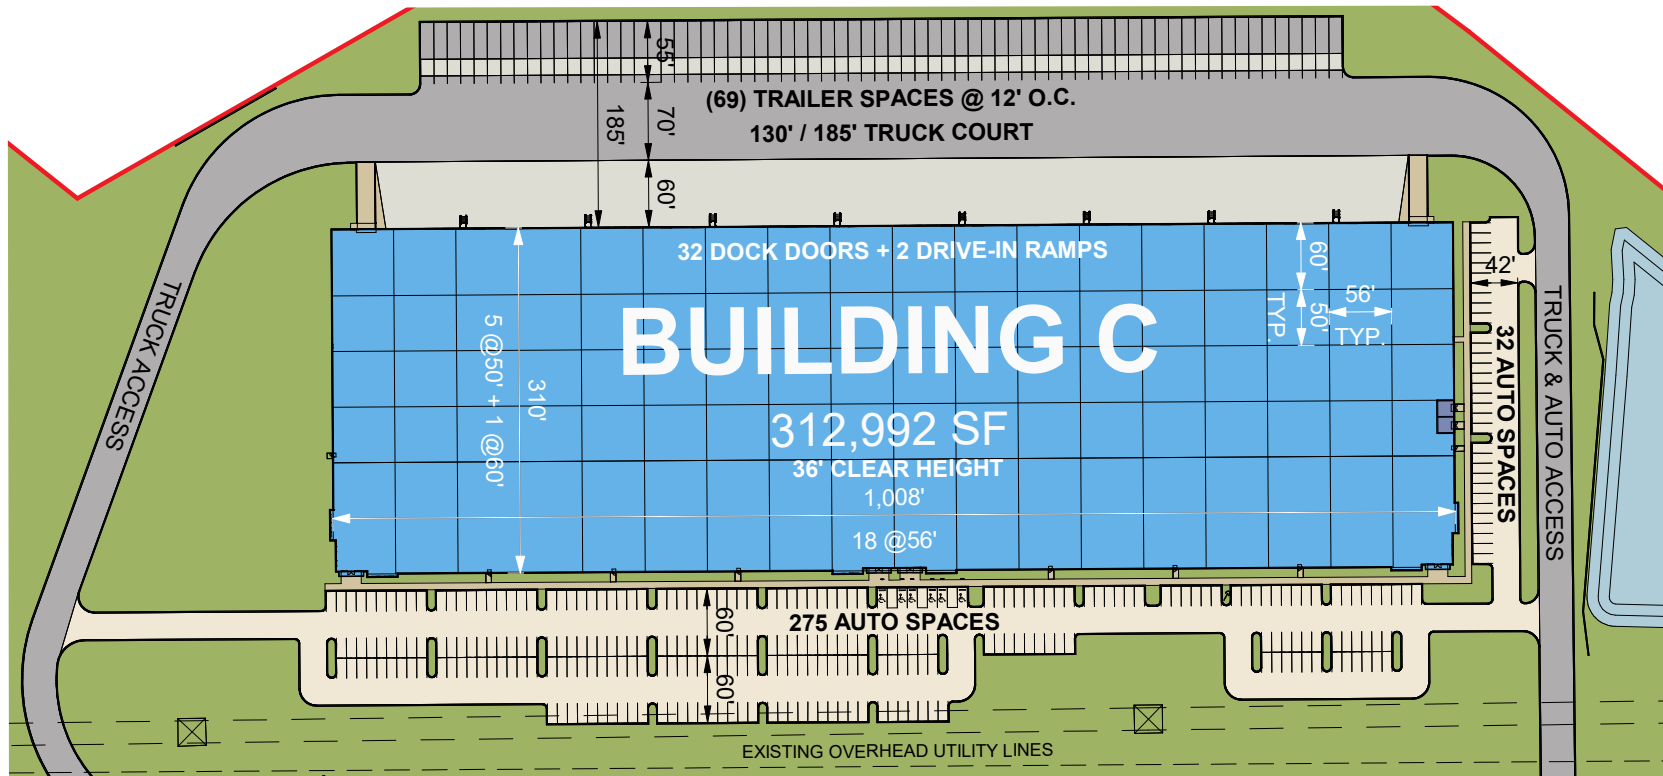 55'
(69) TRAILER SPACES @ 12' O.C.
185'
70'
130' / 185' TRUCK COURT
60'
32 DOCK DOORS + 2 DRIVE-IN RAMPS
60'
42'
56'
TYP.
50'
TYP.
TRUCK ACCESS
BUILDING C
5 @50' + 1 @60'
310'
312,992 SF
36' CLEAR HEIGHT
1,008'
18 @56'
32 AUTO SPACES
TRUCK & AUTO ACCESS
60'
275 AUTO SPACES
60'
EXISTING OVERHEAD UTILITY LINES